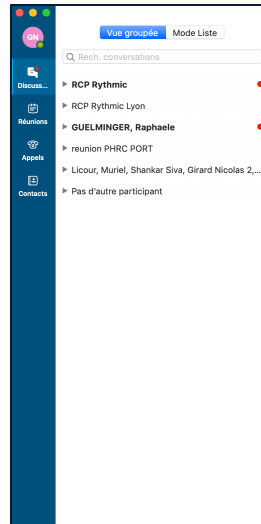 Vue groupée Mode Liste
GN
Rech. conversations
Discuss...
RCP Rythmic
RCP Rythmic Lyon
Réunions
GUELMINGER, Raphaele
reunion PHRC PORT
Appels
Licour, Muriel, Shankar Siva, Girard Nicolas 2,...
Pas d'autre participant
Contacts